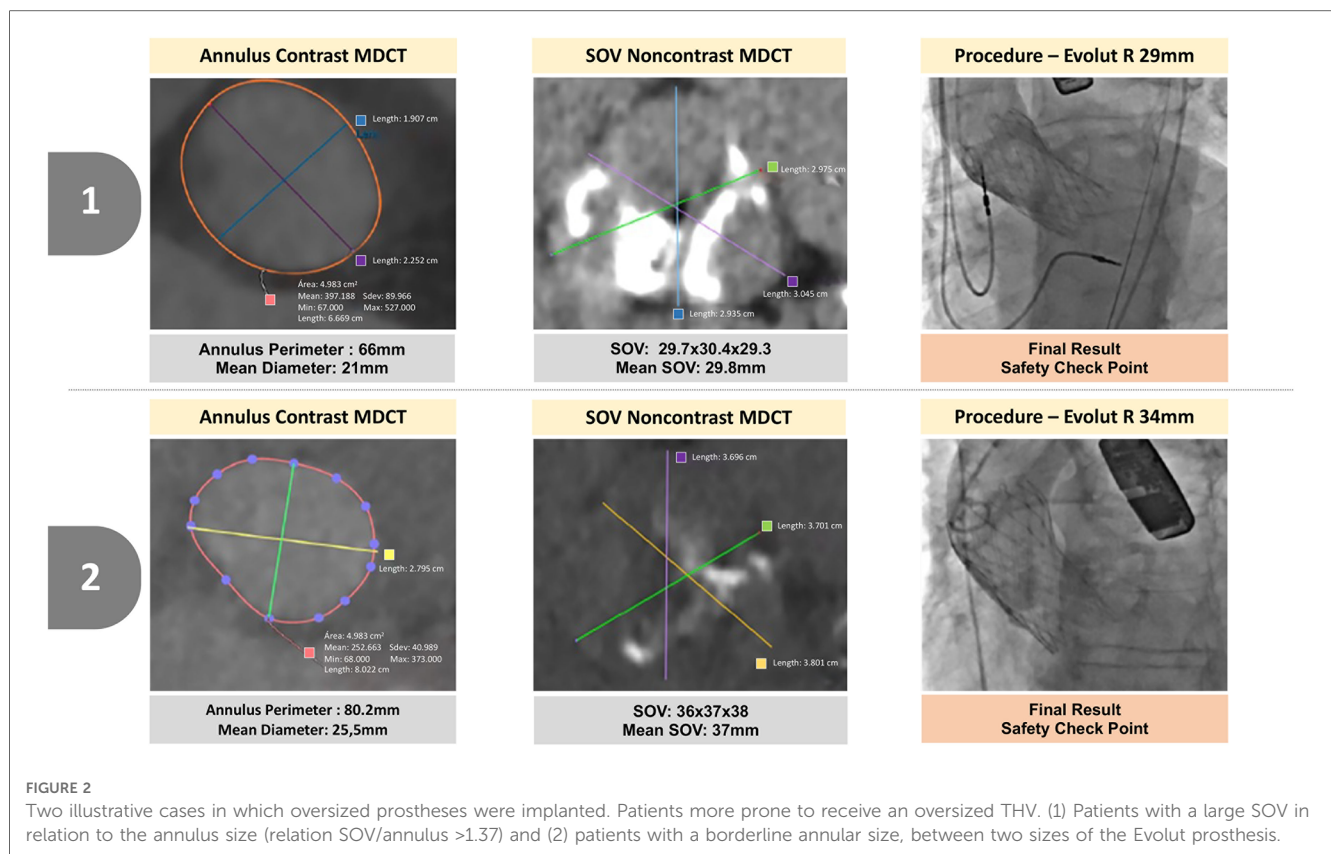 Annulus Contrast MDCT
SOV Noncontrast MDCT
Procedure – Evolut R 29mm
1
Length: 1.907 cm
Length: 2.252 cm
Área: 4.983 cm²
Mean: 397.188 Sdev: 89.966
Min: 67.000 Max: 527.000
Length: 6.669 cm
Length: 2.975 cm
Length: 3.045 cm
Length: 2.935 cm
Annulus Perimeter : 66mm
Mean Diameter: 21mm
SOV: 29.7x30.4x29.3
Mean SOV: 29.8mm
Final Result
Safety Check Point
Annulus Contrast MDCT
SOV Noncontrast MDCT
Procedure – Evolut R 34mm
2
Length: 2.795 cm
Área: 4.983 cm²
Mean: 252.663 Sdev: 40.989
Min: 68.000 Max: 373.000
Length: 8.022 cm
Length: 3.696 cm
Length: 3.701 cm
Length: 3.801 cm
Annulus Perimeter : 80.2mm
Mean Diameter: 25,5mm
SOV: 36x37x38
Mean SOV: 37mm
Final Result
Safety Check Point
FIGURE 2
Two illustrative cases in which oversized prostheses were implanted. Patients more prone to receive an oversized THV. (1) Patients with a large SOV in
relation to the annulus size (relation SOV/annulus >1.37) and (2) patients with a borderline annular size, between two sizes of the Evolut prosthesis.